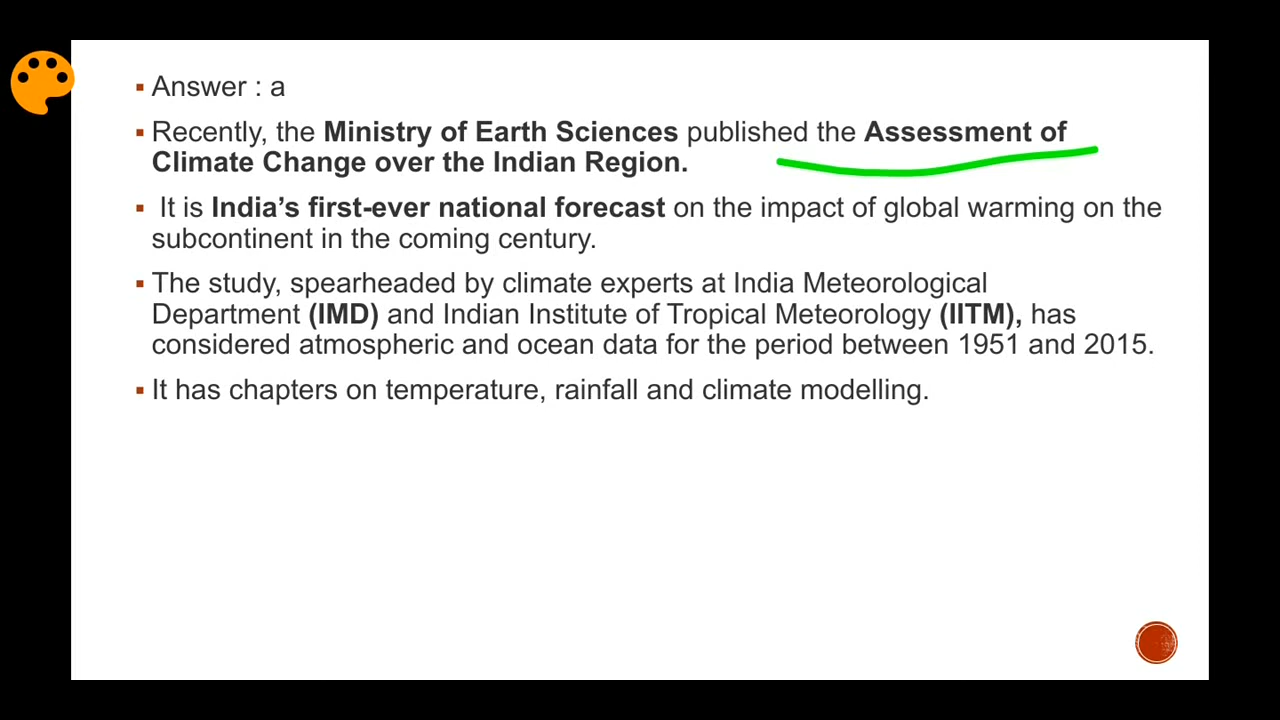 Answer : a
Recently, the Ministry of Earth Sciences published the Assessment of
Climate Change over the Indian Region.
It is India’s first-ever national forecast on the impact of global warming on the
subcontinent in the coming century.
The study, spearheaded by climate experts at India Meteorological
Department (IMD) and Indian Institute of Tropical Meteorology (IITM), has
considered atmospheric and ocean data for the period between 1951 and 2015.
It has chapters on temperature, rainfall and climate modelling.